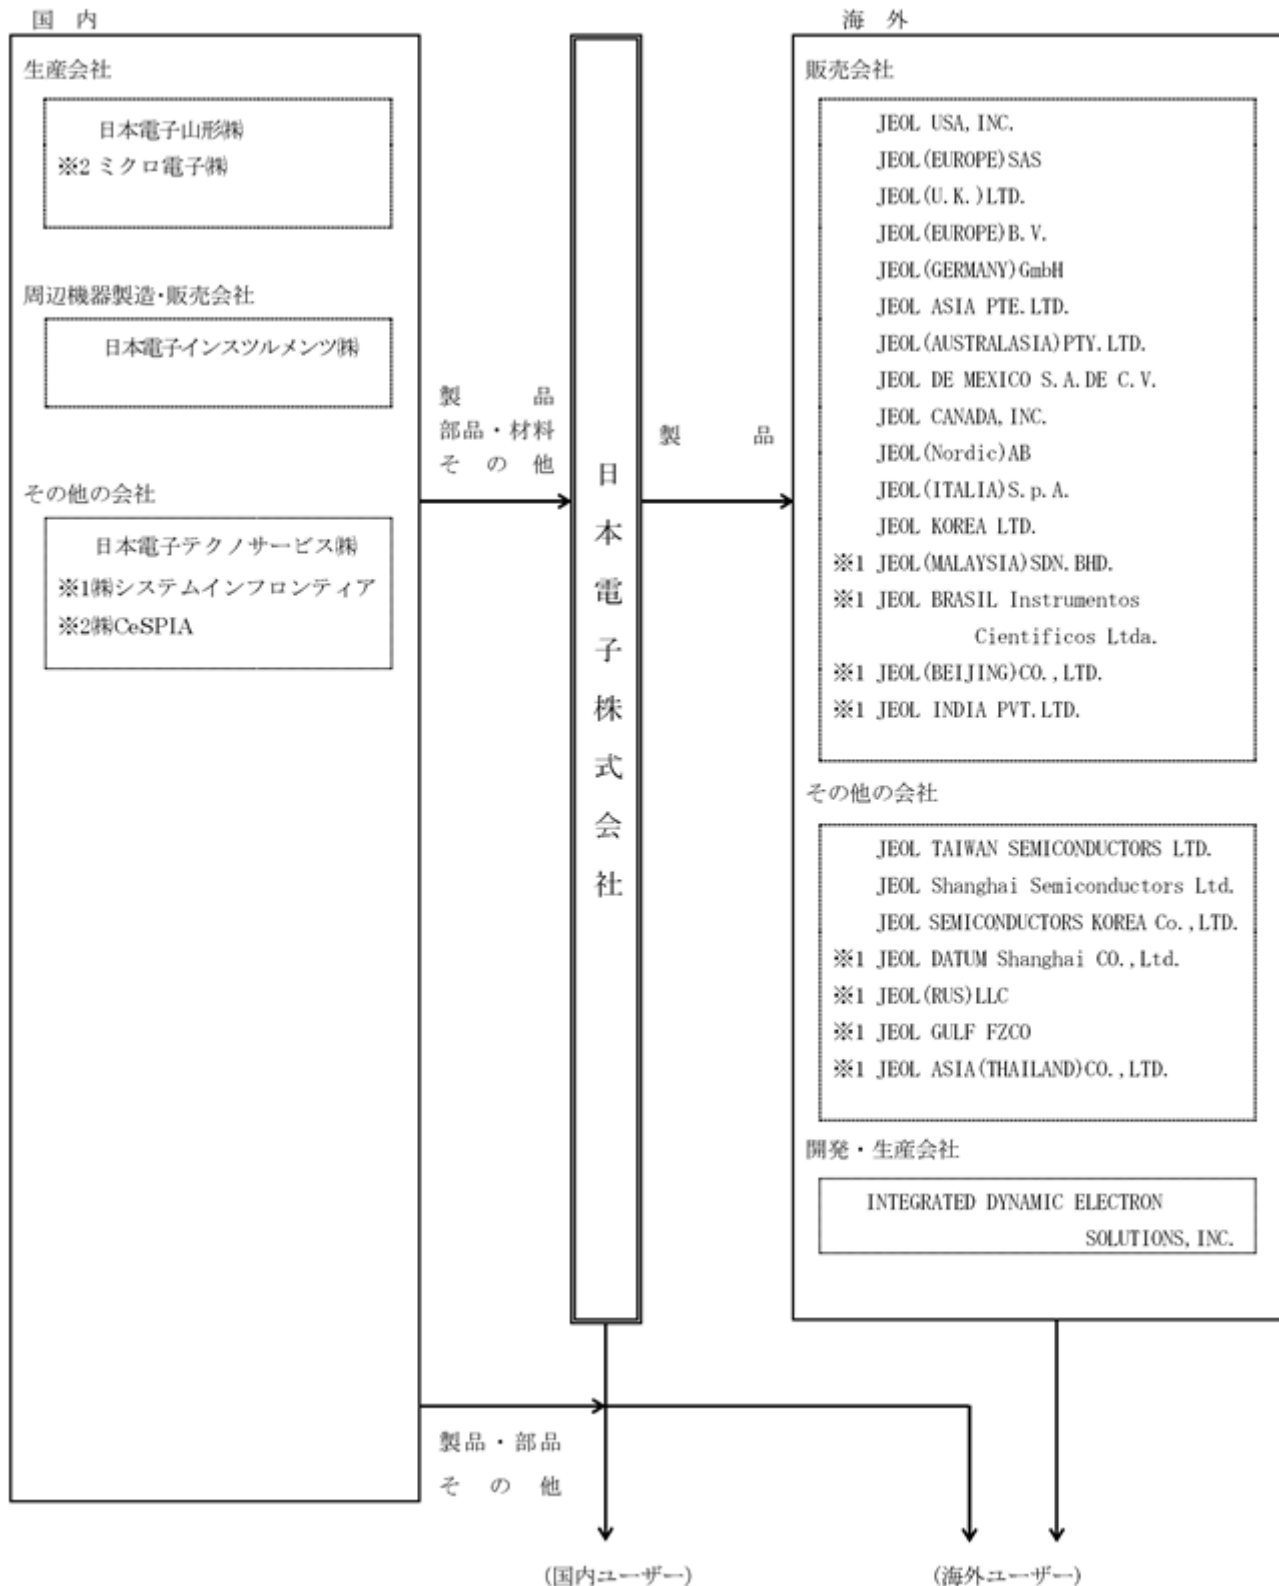 国 内
生産会社
日本電子山形㈱
※2 ミクロ電子㈱
周辺機器製造・販売会社
日本電子インスツルメンツ㈱
その他の会社
日本電子テクノサービス㈱
※1㈱システムインフロンティア
※2㈱CeSPIA
製 品
部品・材料
そ の 他
日本電子株式会社
製 品
海 外
販売会社
JEOL USA,INC.
JEOL(EUROPE)SAS
JEOL(U.K.)LTD.
JEOL(EUROPE)B.V.
JEOL(GERMANY)GmbH
JEOL ASIA PTE.LTD.
JEOL(AUSTRALASIA)PTY.LTD.
JEOL DE MEXICO S.A.DE C.V.
JEOL CANADA,INC.
JEOL(Nordic)AB
JEOL(ITALIA)S.p.A.
JEOL KOREA LTD.
※1 JEOL(MALAYSIA)SDN.BHD.
※1 JEOL BRASIL Instrumentos
Cientificos Ltda.
※1 JEOL(BEIJING)CO.,LTD.
※1 JEOL INDIA PVT.LTD.
その他の会社
JEOL TAIWAN SEMICONDUCTORS LTD.
JEOL Shanghai Semiconductors Ltd.
JEOL SEMICONDUCTORS KOREA Co.,LTD.
※1 JEOL DATUM Shanghai CO.,Ltd.
※1 JEOL(RUS)LLC
※1 JEOL GULF FZCO
※1 JEOL ASIA(THAILAND)CO.,LTD.
開発・生産会社
INTEGRATED DYNAMIC ELECTRON
SOLUTIONS,INC.
製品・部品
そ の 他
(国内ユーザー)
(海外ユーザー)